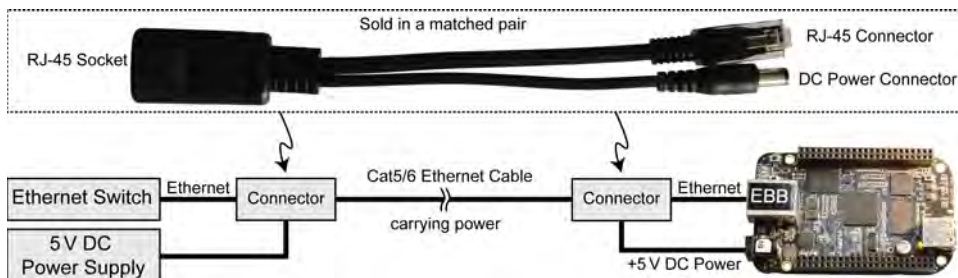 Sold in a matched pair
RJ-45 Socket
RJ-45 Connector
DC Power Connector
Ethernet Switch
Ethernet
Connector
Cat5/6 Ethernet Cable
carrying power
Connector
Ethernet
EBB
5 V DC
Power Supply
+5 V DC Power